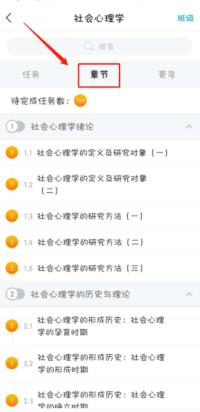 社会心理学
班级
搜索
任务
章节
更多
待完成任务数：
1 社会心理学绪论
1.1 社会心理学的定义及研究对象（一）
1.2 社会心理学的定义及研究对象
（二）
1.3 社会心理学的研究方法（一）
1.4 社会心理学的研究方法（二）
1.5 社会心理学的研究方法（三）
2 社会心理学的历史与理论
2.1 社会心理学的形成历史：社会心理
学的孕育时期
2.2 社会心理学的形成历史：社会心理
学的形成时期
2.3 社会心理学的形成历史：社会心理
学的确立时期